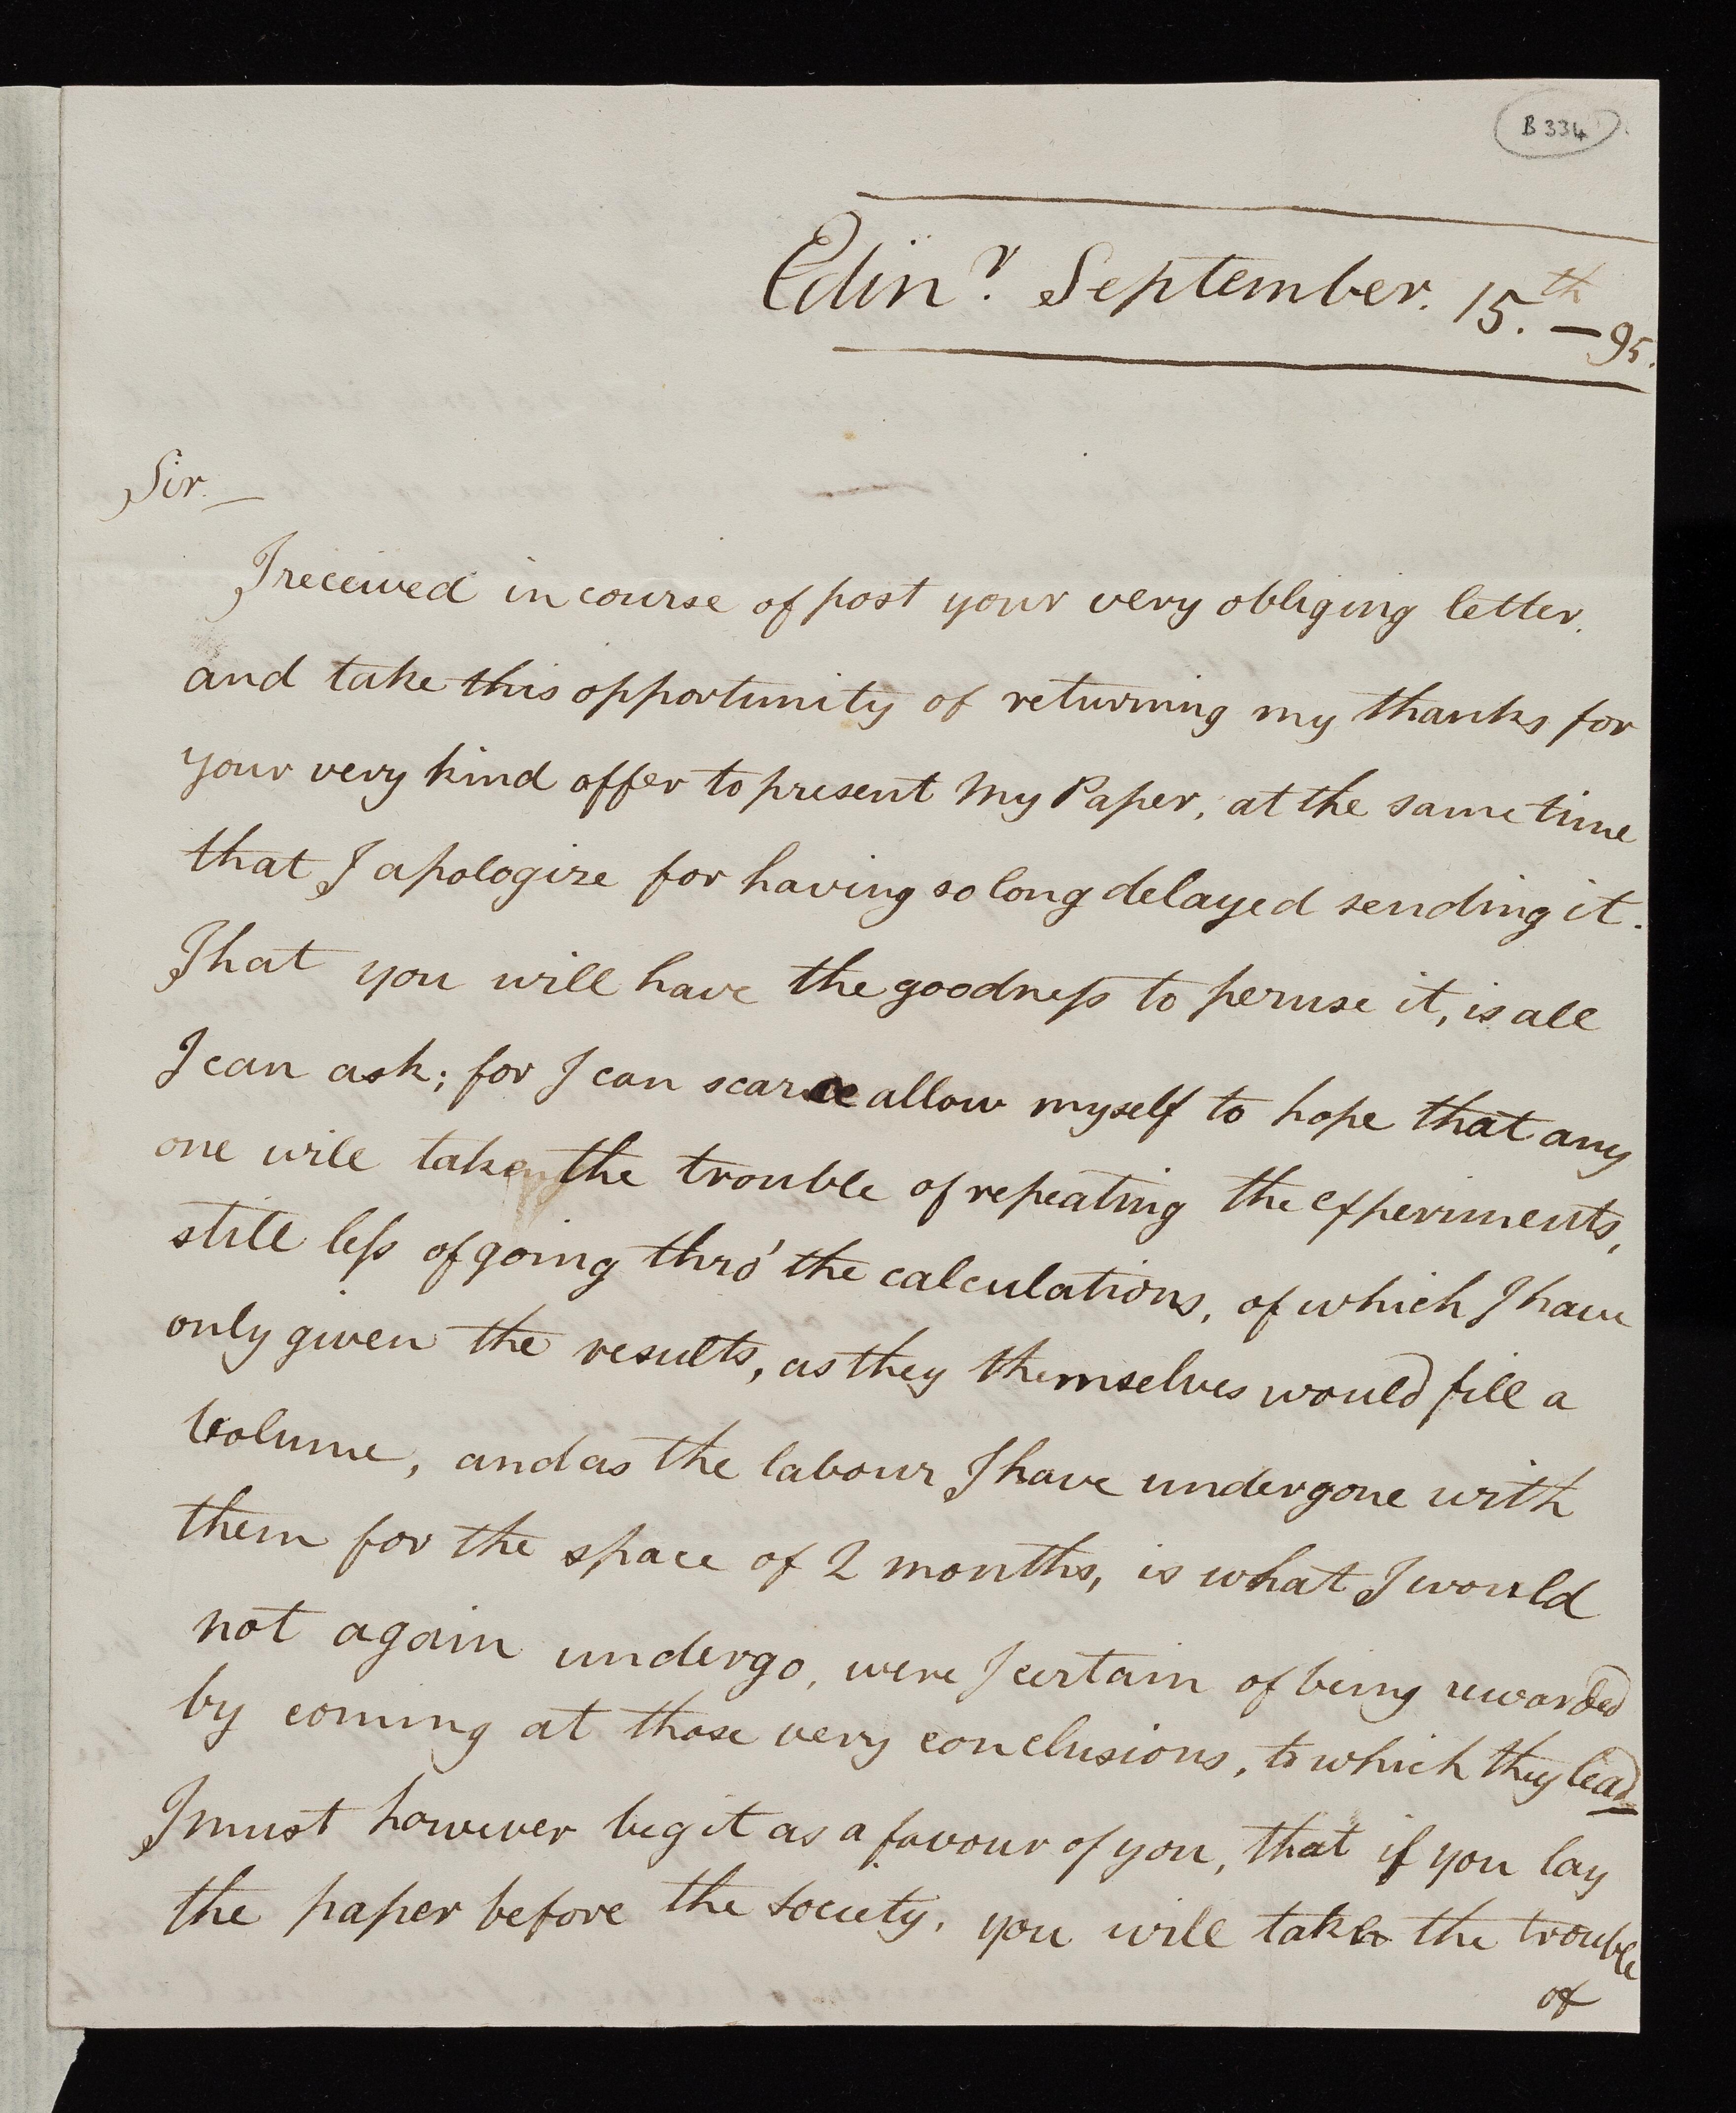 B 334
Edinr. September. 15.th — 95.
Sir. —
I received in course of post your very obliging letter.
and take this opportunity of returning my thanks for
your very kind offer to present My Paper, at the same time
that I apologize for having so long delayed sending it.
That you will have the goodneſs to peruse it, is all
I can ask; for I can scarce allow myself to hope that any
one will take the trouble of repeating the experiments,
still leſs of going thro' the calculations, of which I have
only given the results, as they themselves would fill a
Volume, and as the labour I have undergone with
them for the space of 2 months, is what I would
not again undergo, were I certain of being rewarded
by coming at those very conclusions, to which they lead
I must however beg it as a favour of you, that if you lay
the paper before the Society, you will take the trouble
of